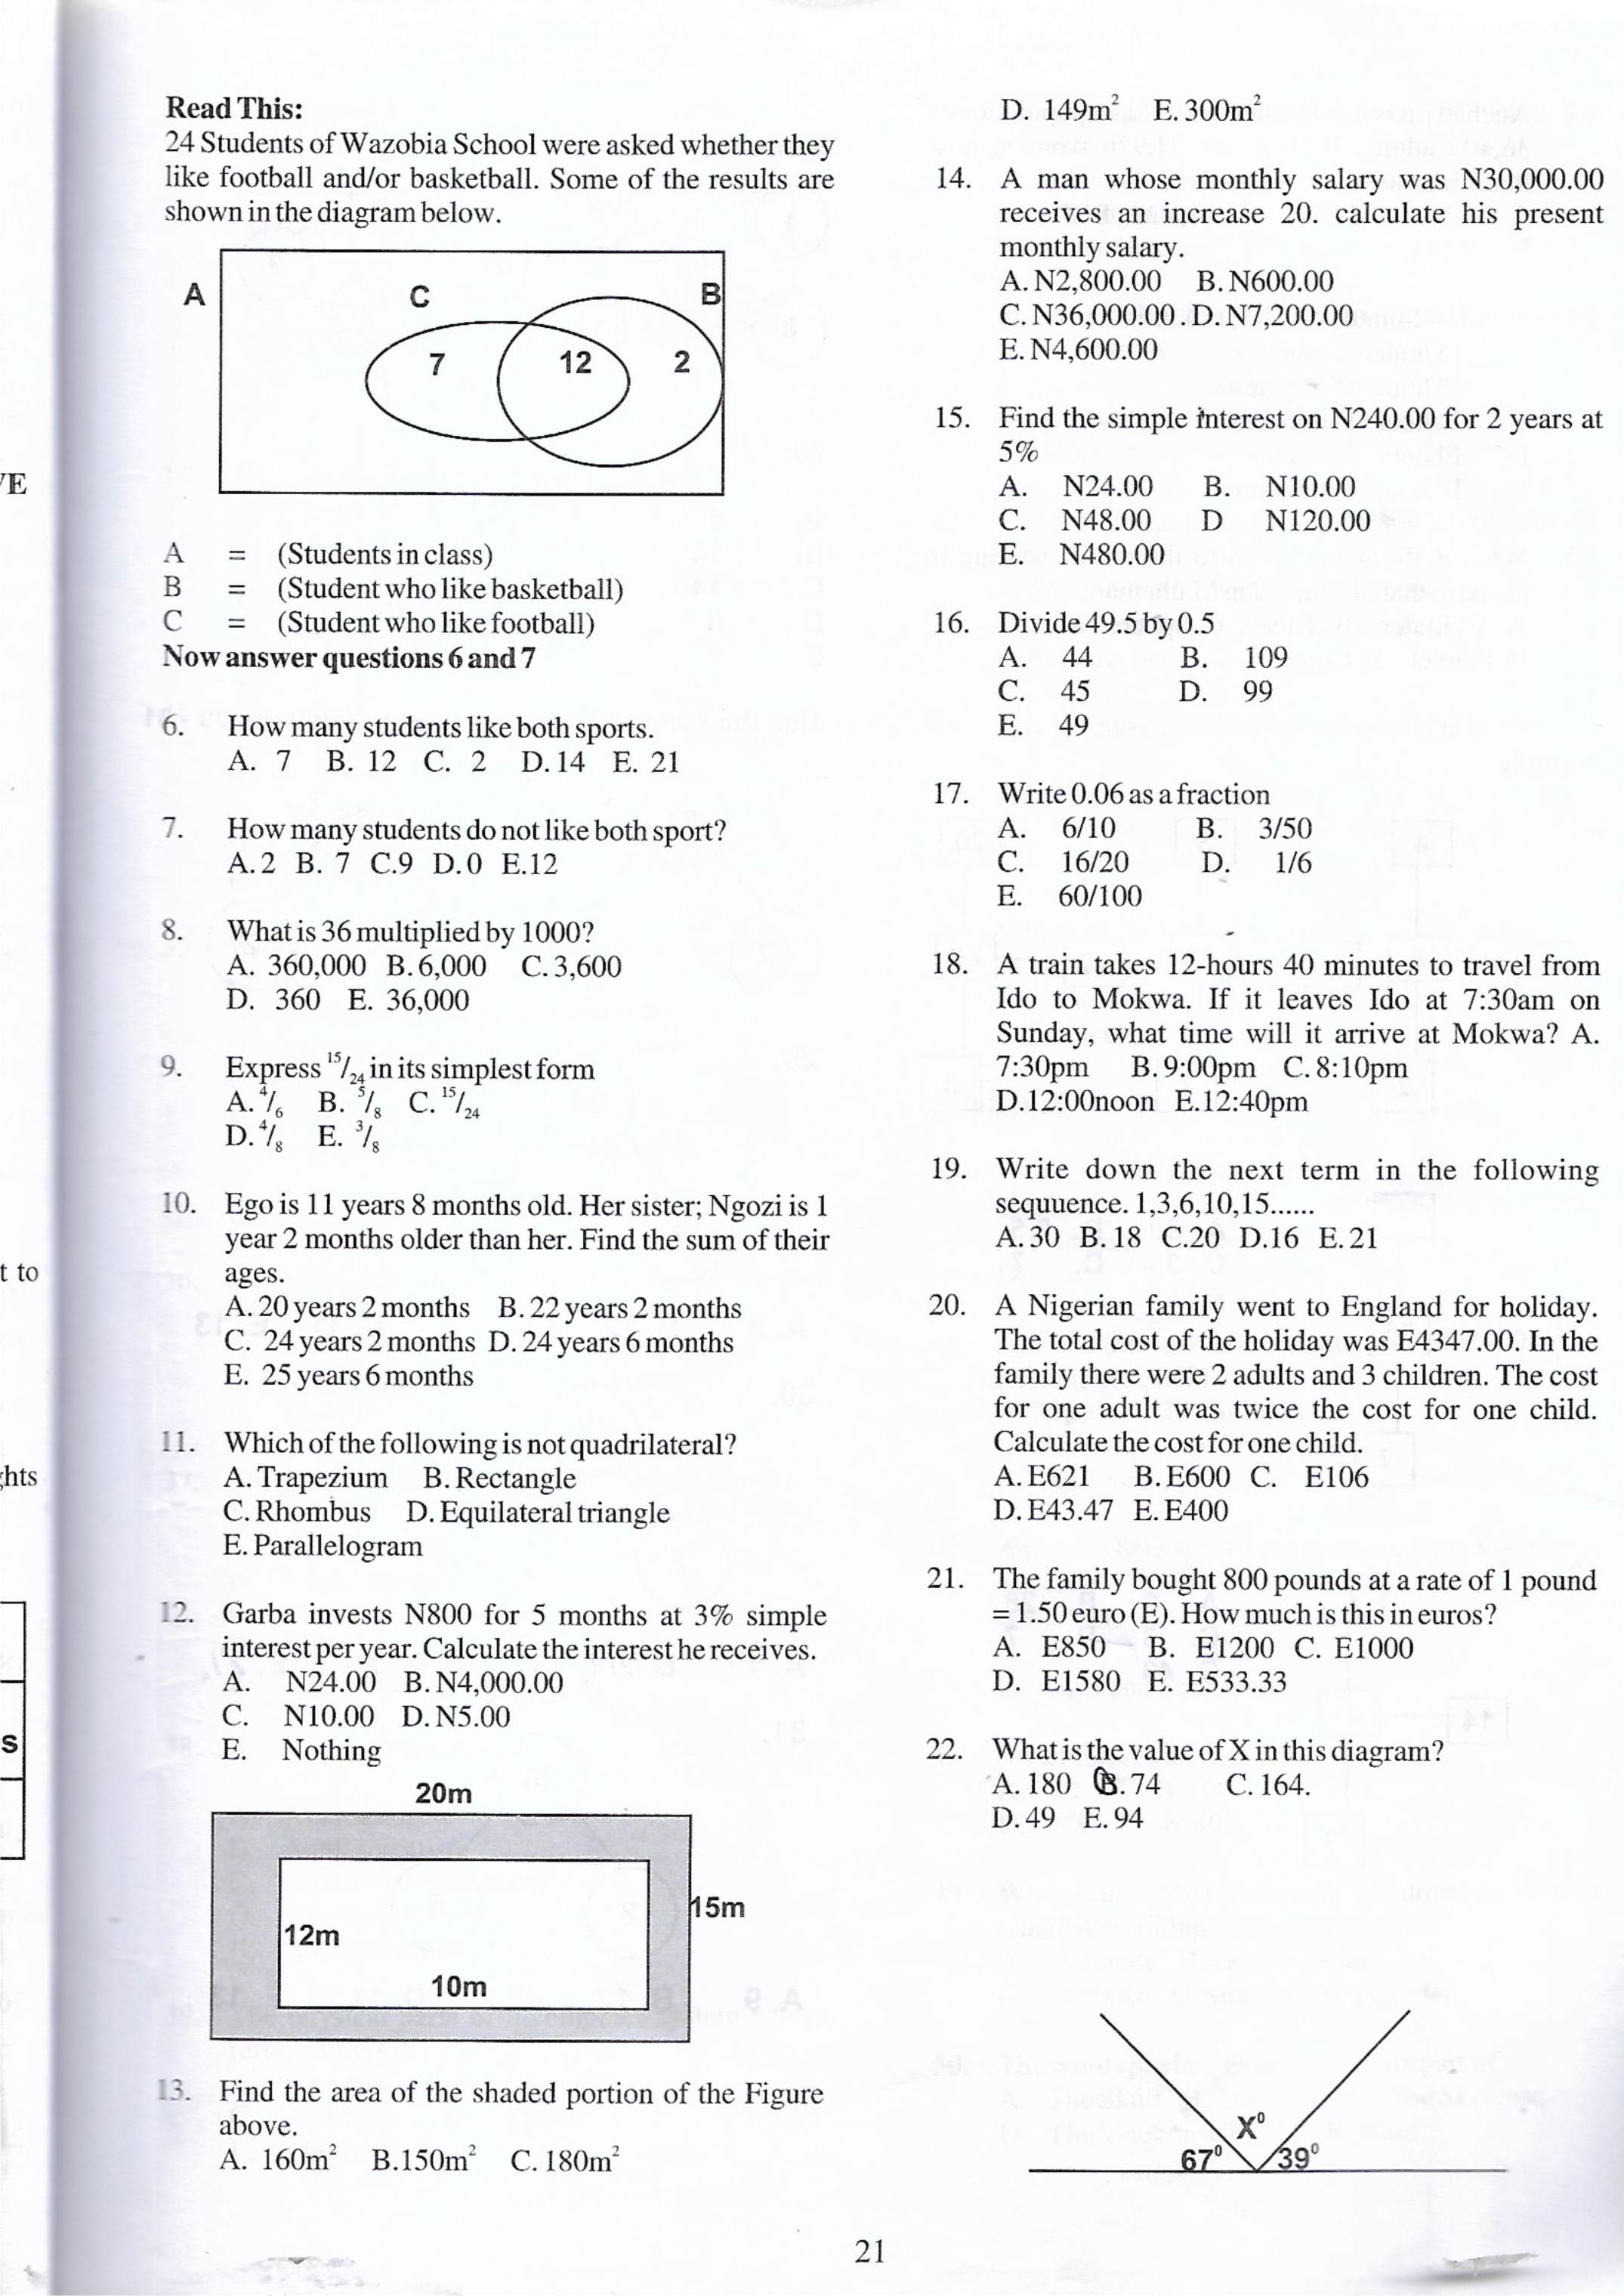 Read This:
24 Students of Wazobia School were asked whether they
like football and/or basketball. Some of the results are
shown in the diagram below.
A
C
B
7
12
2
A = (Students in class)
B = (Student who like basketball)
C = (Student who like football)
Now answer questions 6 and 7
6. How many students like both sports.
A. 7 B. 12 C. 2 D. 14 E. 21
7. How many students do not like both sport?
A. 2 B. 7 C.9 D.0 E.12
8. What is 36 multiplied by 1000?
A. 360,000 B. 6,000 C. 3,600
D. 360 E. 36,000
9. Express 15/24 in its simplest form
A. 4/6 B. 5/8 C. 15/24
D. 4/8 E. 3/8
10. Ego is 11 years 8 months old. Her sister; Ngozi is 1
year 2 months older than her. Find the sum of their
ages.
A. 20 years 2 months B. 22 years 2 months
C. 24 years 2 months D. 24 years 6 months
E. 25 years 6 months
11. Which of the following is not quadrilateral?
A. Trapezium B. Rectangle
C. Rhombus D. Equilateral triangle
E. Parallelogram
12. Garba invests N800 for 5 months at 3% simple
interest per year. Calculate the interest he receives.
A. N24.00 B. N4,000.00
C. N10.00 D. N5.00
E. Nothing
20m
15m
12m
10m
13. Find the area of the shaded portion of the Figure
above.
A. 160m² B.150m² C. 180m²
D. 149m² E. 300m²
14. A man whose monthly salary was N30,000.00
receives an increase 20. calculate his present
monthly salary.
A. N2,800.00 B. N600.00
C. N36,000.00 . D. N7,200.00
E. N4,600.00
15. Find the simple interest on N240.00 for 2 years at
5%
A. N24.00 B. N10.00
C. N48.00 D N120.00
E. N480.00
16. Divide 49.5 by 0.5
A. 44 B. 109
C. 45 D. 99
E. 49
17. Write 0.06 as a fraction
A. 6/10 B. 3/50
C. 16/20 D. 1/6
E. 60/100
18. A train takes 12-hours 40 minutes to travel from
Ido to Mokwa. If it leaves Ido at 7:30am on
Sunday, what time will it arrive at Mokwa? A.
7:30pm B. 9:00pm C. 8:10pm
D.12:00noon E.12:40pm
19. Write down the next term in the following
sequuence. 1,3,6,10,15......
A. 30 B. 18 C.20 D.16 E. 21
20. A Nigerian family went to England for holiday.
The total cost of the holiday was E4347.00. In the
family there were 2 adults and 3 children. The cost
for one adult was twice the cost for one child.
Calculate the cost for one child.
A. E621 B. E600 C. E106
D. E43.47 E. E400
21. The family bought 800 pounds at a rate of 1 pound
= 1.50 euro (E). How much is this in euros?
A. E850 B. E1200 C. E1000
D. E1580 E. E533.33
22. What is the value of X in this diagram?
A. 180 B. 74 C. 164.
D. 49 E. 94
X⁰
67⁰
39⁰
21
VE
t to
ghts
s